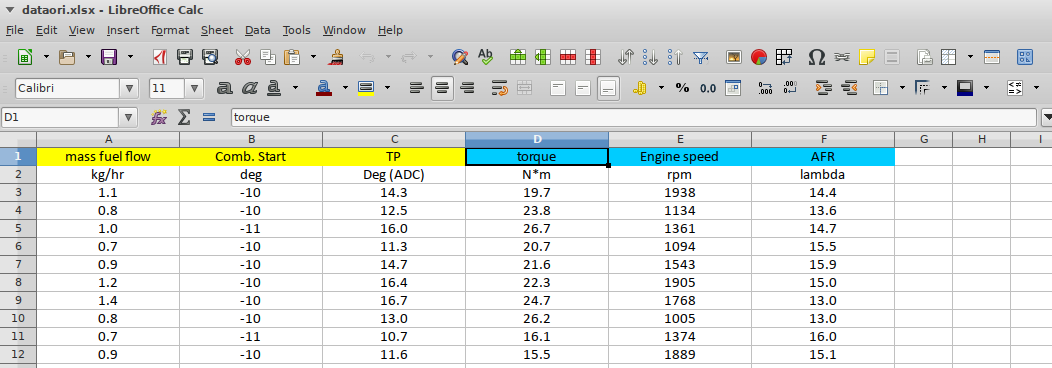 dataori.xlsx - LibreOffice Calc
File Edit View Insert Format Sheet Data Tools Window Help
Calibri 11
D1 torque
A B C D E F G H I
1 mass fuel flow Comb. Start TP torque Engine speed AFR
2 kg/hr deg Deg (ADC) N*m rpm lambda
3 1.1 -10 14.3 19.7 1938 14.4
4 0.8 -10 12.5 23.8 1134 13.6
5 1.0 -11 16.0 26.7 1361 14.7
6 0.7 -10 11.3 20.7 1094 15.5
7 0.9 -10 14.7 21.6 1543 15.9
8 1.2 -10 16.4 22.3 1905 15.0
9 1.4 -10 16.7 24.7 1768 13.0
10 0.8 -10 13.0 26.2 1005 13.0
11 0.7 -11 10.7 16.1 1374 16.0
12 0.9 -10 11.6 15.5 1889 15.1